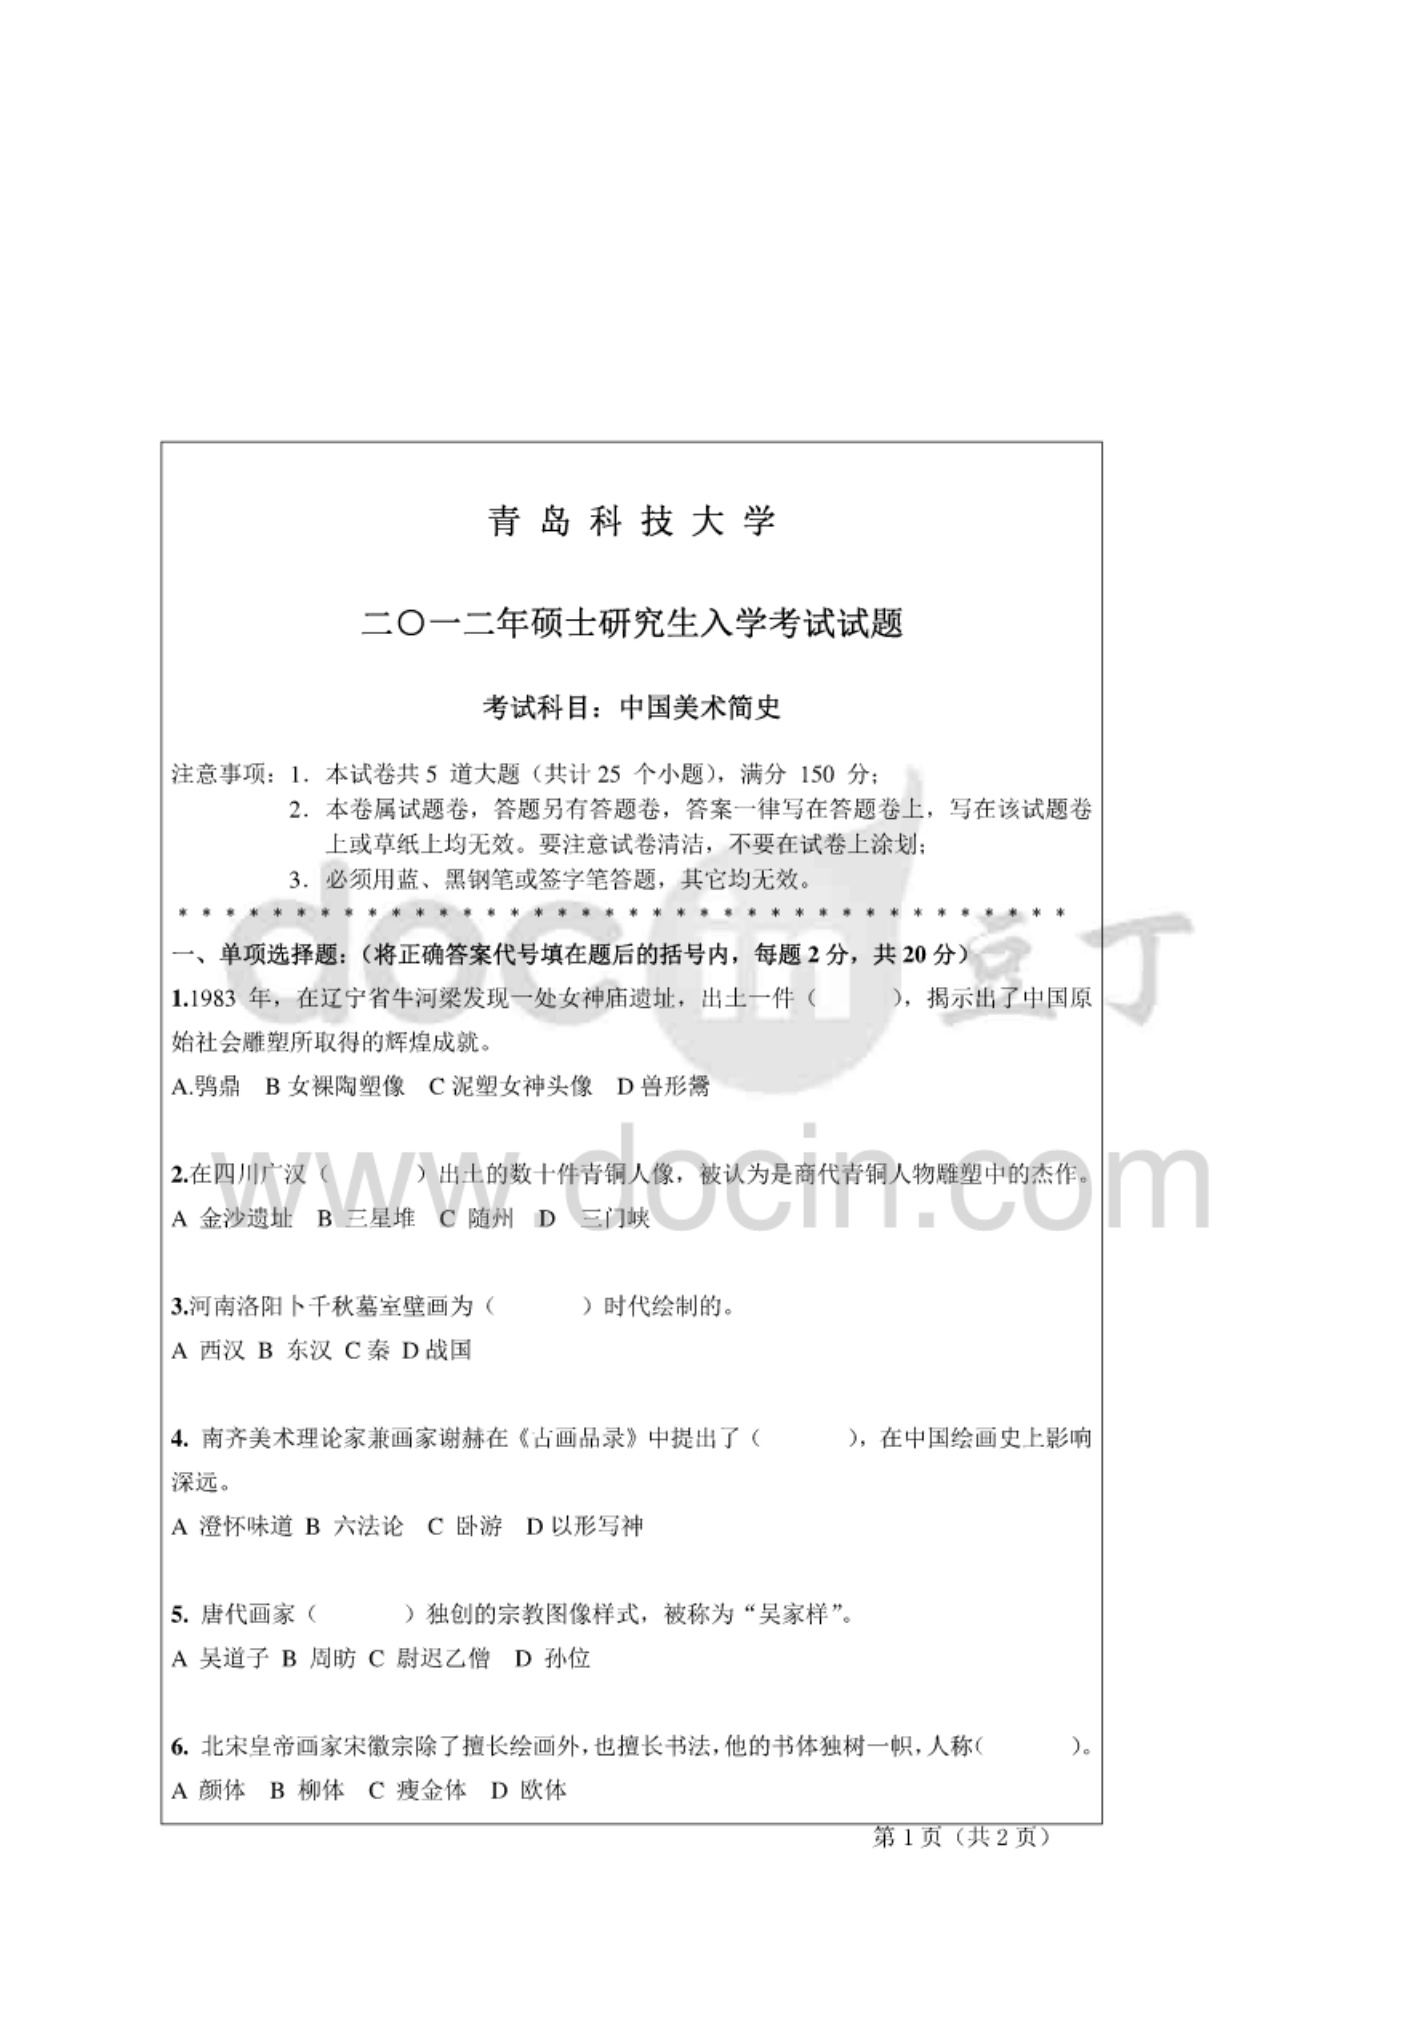 青 岛 科 技 大 学
二〇一二年硕士研究生入学考试试题
考试科目：中国美术简史
注意事项：1．本试卷共 5 道大题（共计 25 个小题），满分 150 分；
2．本卷属试题卷，答题另有答题卷，答案一律写在答题卷上，写在该试题卷
上或草纸上均无效。要注意试卷清洁，不要在试卷上涂划；
3．必须用蓝、黑钢笔或签字笔答题，其它均无效。
* * * * * * * * * * * * * * * * * * * * * * * * * * * * * * * * * * * * * *
一、单项选择题：（将正确答案代号填在题后的括号内，每题 2 分，共 20 分）
1.1983 年，在辽宁省牛河梁发现一处女神庙遗址，出土一件（ ），揭示出了中国原
始社会雕塑所取得的辉煌成就。
A.鸮鼎 B 女裸陶塑像 C 泥塑女神头像 D 兽形鬶
2.在四川广汉（ ）出土的数十件青铜人像，被认为是商代青铜人物雕塑中的杰作。
A 金沙遗址 B 三星堆 C 随州 D 三门峡
3.河南洛阳卜千秋墓室壁画为（ ）时代绘制的。
A 西汉 B 东汉 C 秦 D 战国
4. 南齐美术理论家兼画家谢赫在《古画品录》中提出了（ ），在中国绘画史上影响
深远。
A 澄怀味道 B 六法论 C 卧游 D 以形写神
5. 唐代画家（ ）独创的宗教图像样式，被称为“吴家样”。
A 吴道子 B 周昉 C 尉迟乙僧 D 孙位
6. 北宋皇帝画家宋徽宗除了擅长绘画外，也擅长书法，他的书体独树一帜，人称（ ）。
A 颜体 B 柳体 C 瘦金体 D 欧体
第 1 页（共 2 页）
docin 豆丁
www.docin.com